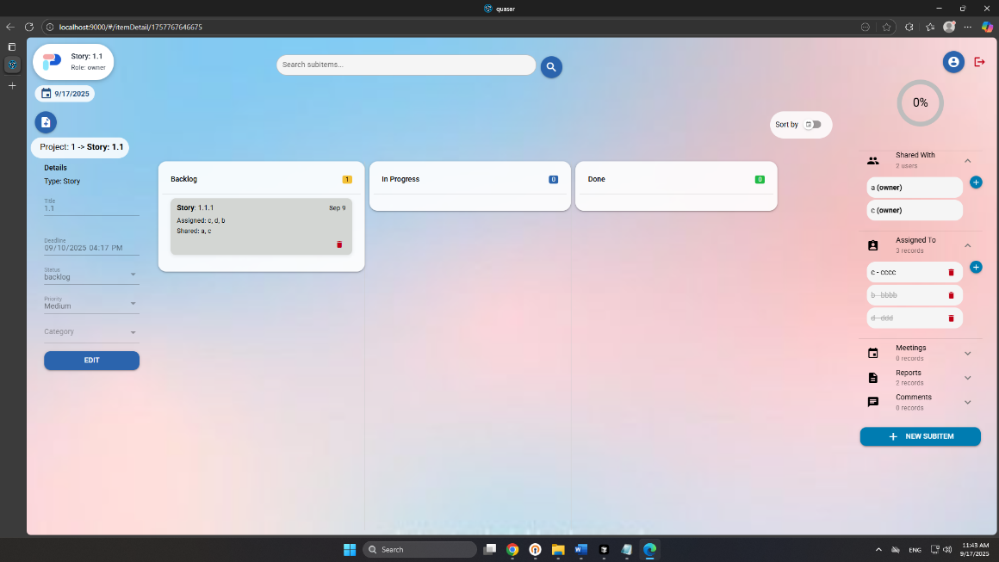 quasar
localhost:9000/#/itemDetail/1757767646675
Story: 1.1
Role: owner
Search subitems...
9/17/2025
0%
Sort by
Project: 1 -> Story: 1.1
Details
Type: Story
Title
1.1
Deadline
09/10/2025 04:17 PM
Status
backlog
Priority
Medium
Category
EDIT
Backlog
1
Story: 1.1.1
Sep 9
Assigned: c, d, b
Shared: a, c
In Progress
0
Done
0
Shared With
2 users
a (owner)
c (owner)
Assigned To
3 records
c - cccc
b - bbbb
d - ddd
Meetings
0 records
Reports
2 records
Comments
0 records
+ NEW SUBITEM
Search
ENG
11:43 AM
9/17/2025